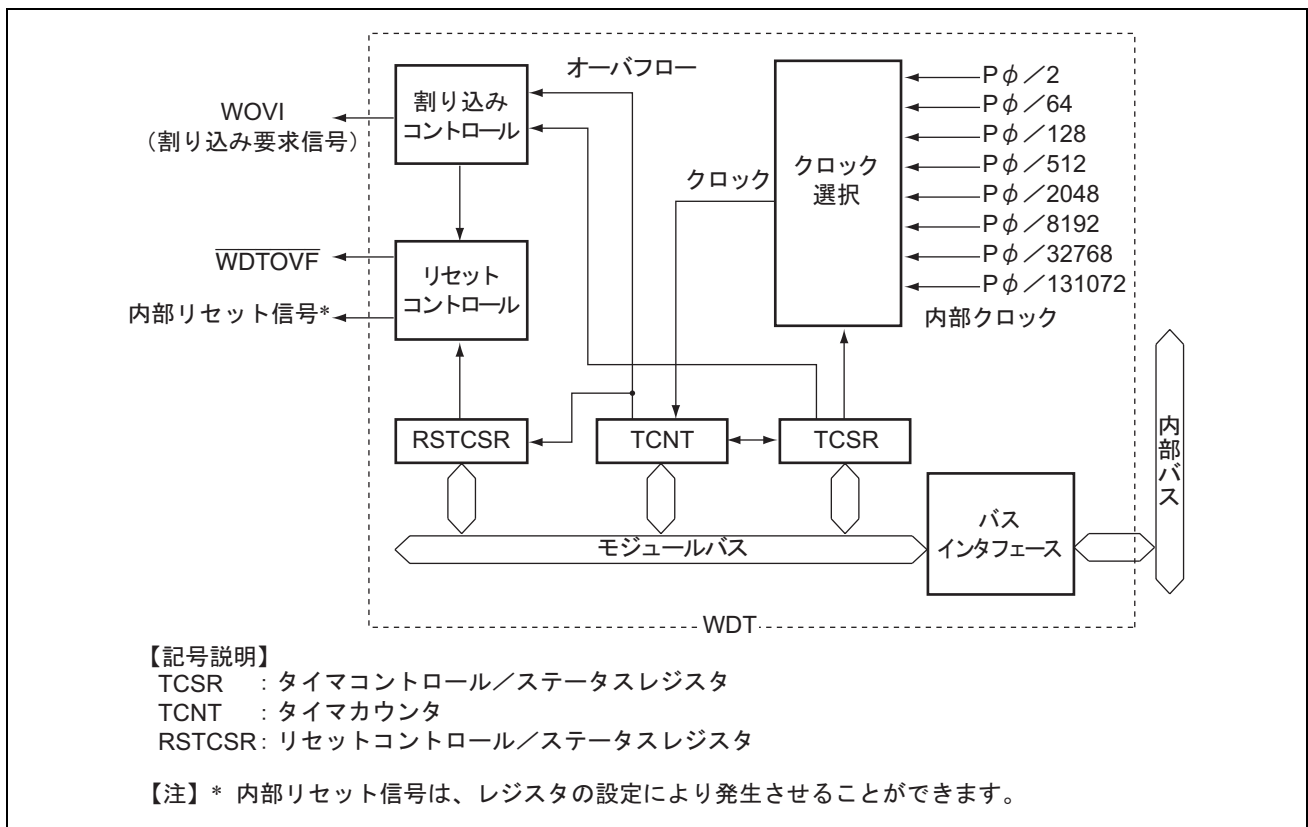 オーバフロー
割り込み
コントロール
WOVI
（割り込み要求信号）
クロック
クロック
選択
Pφ／2
Pφ／64
Pφ／128
Pφ／512
Pφ／2048
Pφ／8192
Pφ／32768
Pφ／131072
内部クロック
WDTOVF
内部リセット信号*
リセット
コントロール
RSTCSR
TCNT
TCSR
モジュールバス
バス
インタフェース
内部バス
WDT
【記号説明】
TCSR ：タイマコントロール／ステータスレジスタ
TCNT ：タイマカウンタ
RSTCSR：リセットコントロール／ステータスレジスタ
【注】* 内部リセット信号は、レジスタの設定により発生させることができます。